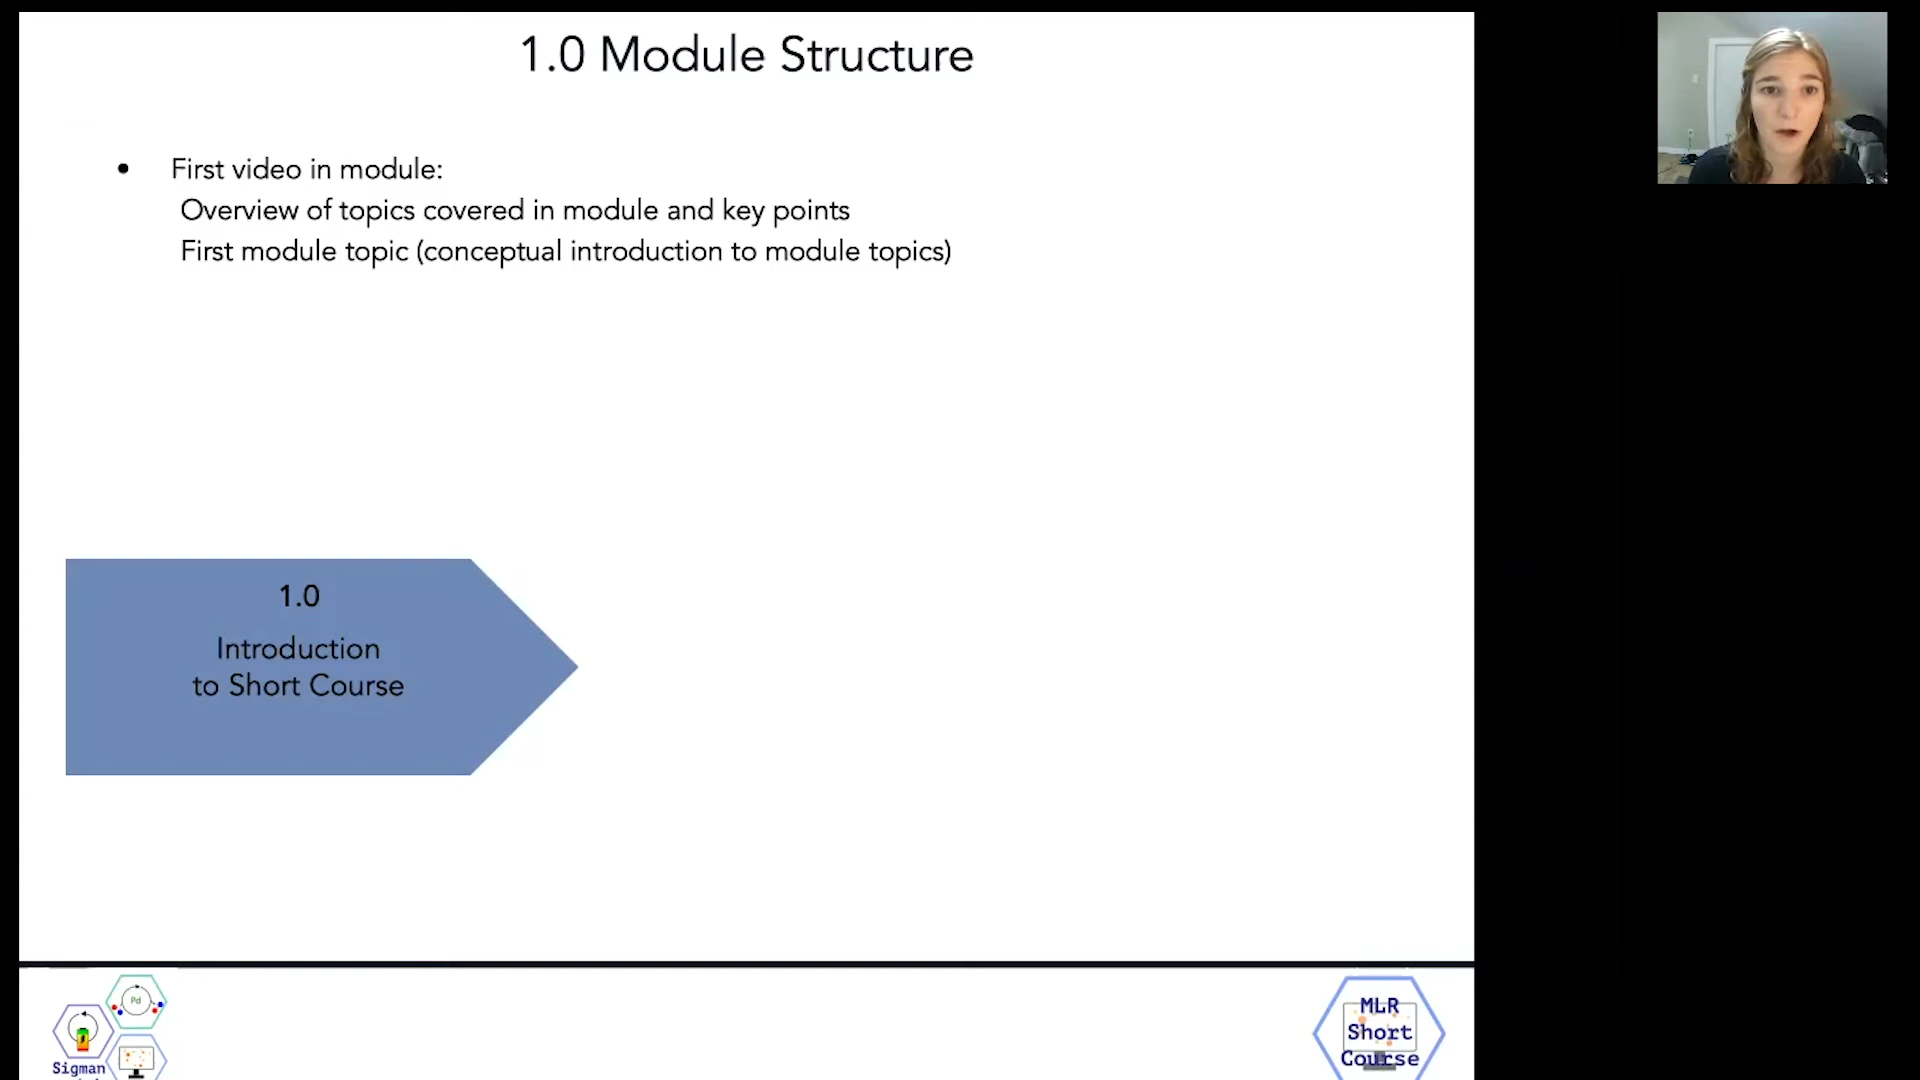 1.0 Module Structure
• First video in module:
Overview of topics covered in module and key points
First module topic (conceptual introduction to module topics)
1.0
Introduction
to Short Course
Pd
Sigman
MLR
Short
Course